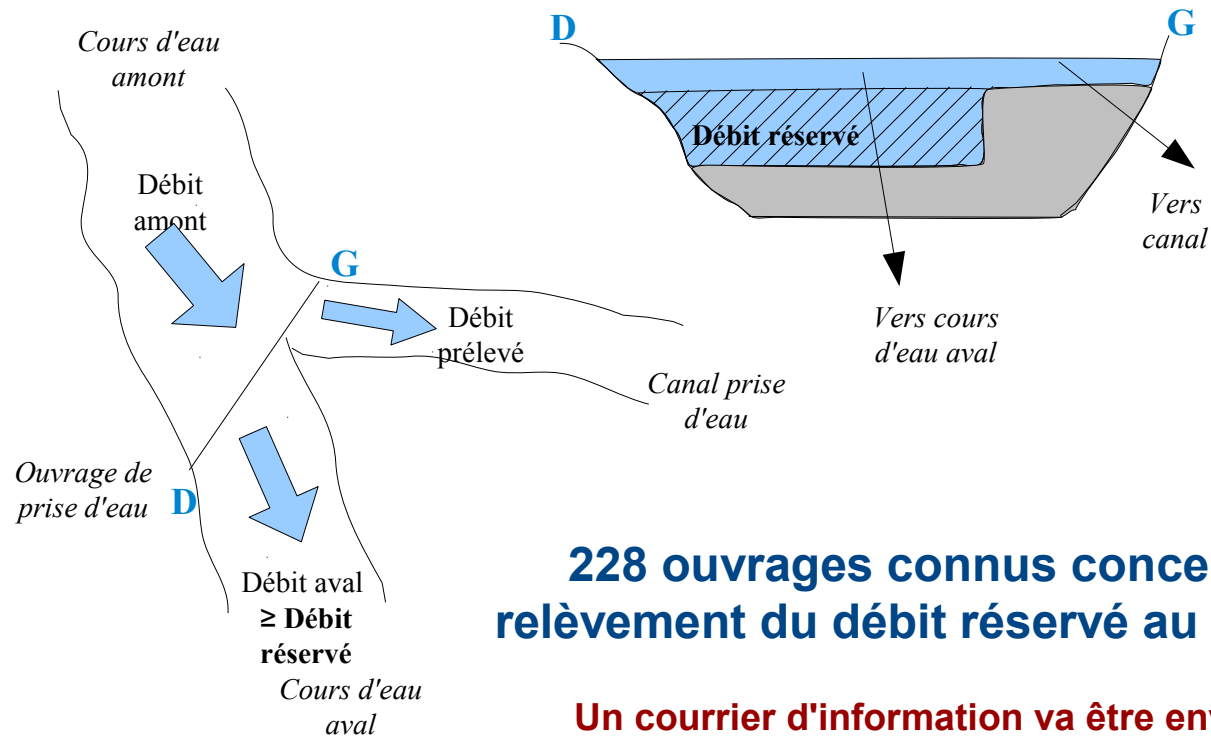 Cours d'eau
amont
Débit
amont
G
Débit
prélevé
Canal prise
d'eau
Ouvrage de
prise d'eau
D
Débit aval
≥ Débit
réservé
Cours d'eau
aval
D
G
Débit réservé
Vers
canal
Vers cours
d'eau aval
228 ouvrages connus conce
relèvement du débit réservé au
Un courrier d'information va être